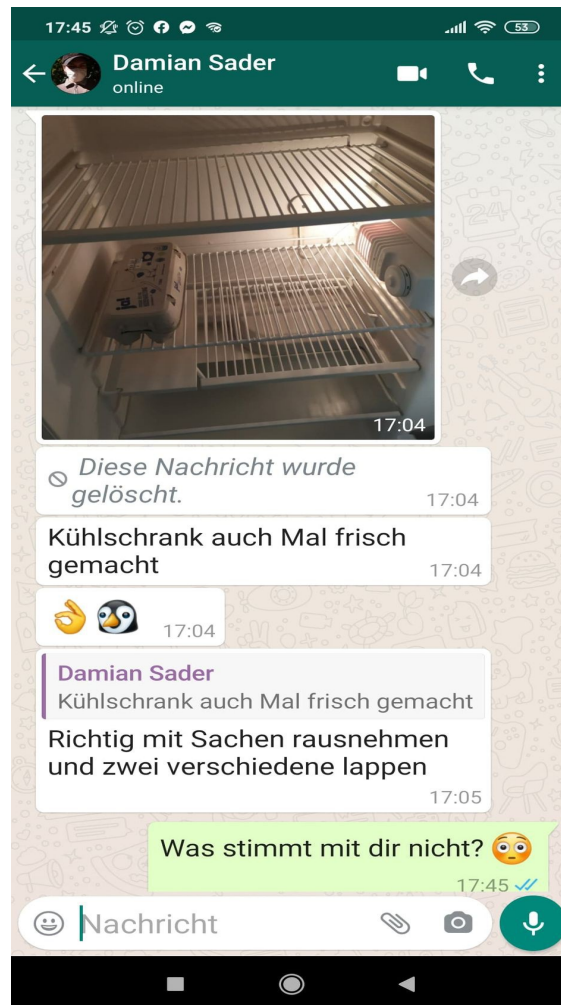 17:45
53
Damian Sader
online
17:04
Diese Nachricht wurde
gelöscht.
17:04
Kühlschrank auch Mal frisch
gemacht
17:04
👌🐧
17:04
Damian Sader
Kühlschrank auch Mal frisch gemacht
Richtig mit Sachen rausnehmen
und zwei verschiedene lappen
17:05
Was stimmt mit dir nicht? 😳
17:45
Nachricht